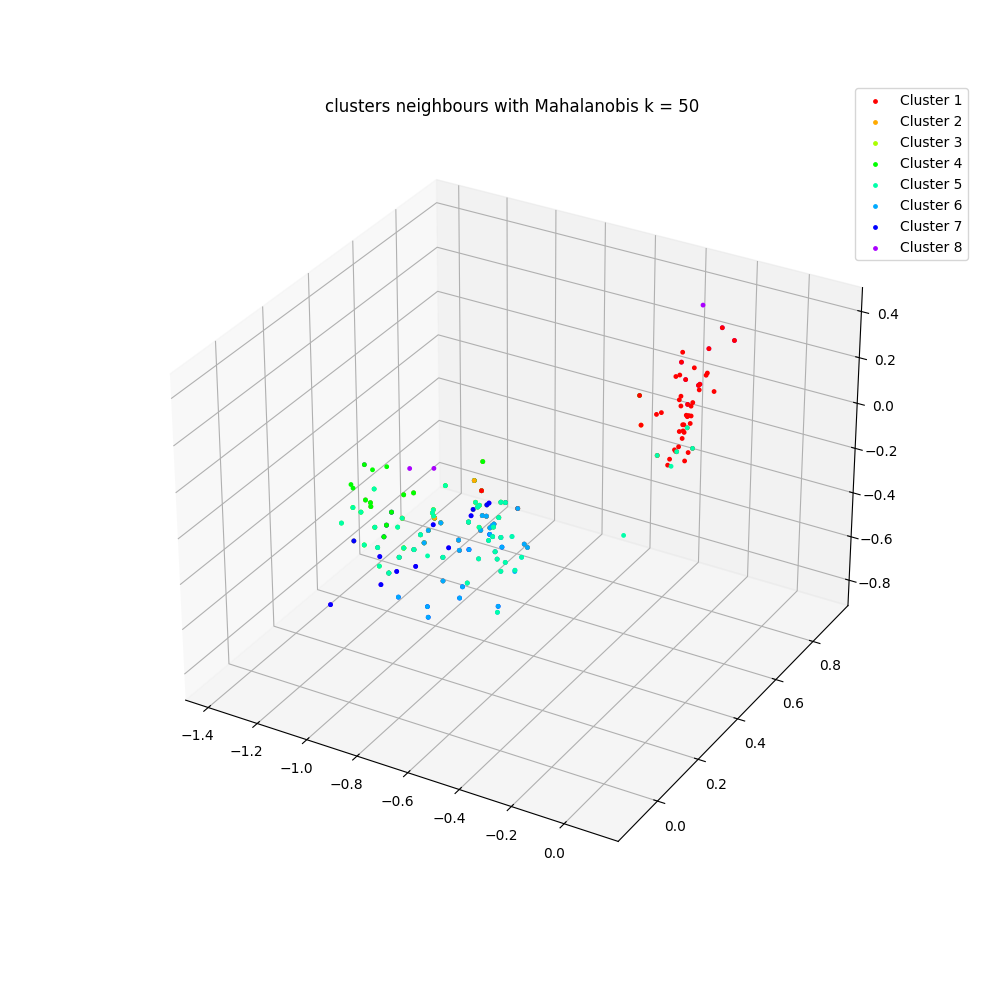 clusters neighbours with Mahalanobis k = 50
Cluster 1
Cluster 2
Cluster 3
Cluster 4
Cluster 5
Cluster 6
Cluster 7
Cluster 8
0.4
0.2
0.0
−0.2
−0.4
−0.6
−0.8
0.8
0.6
0.4
0.2
0.0
−1.4
−1.2
−1.0
−0.8
−0.6
−0.4
−0.2
0.0